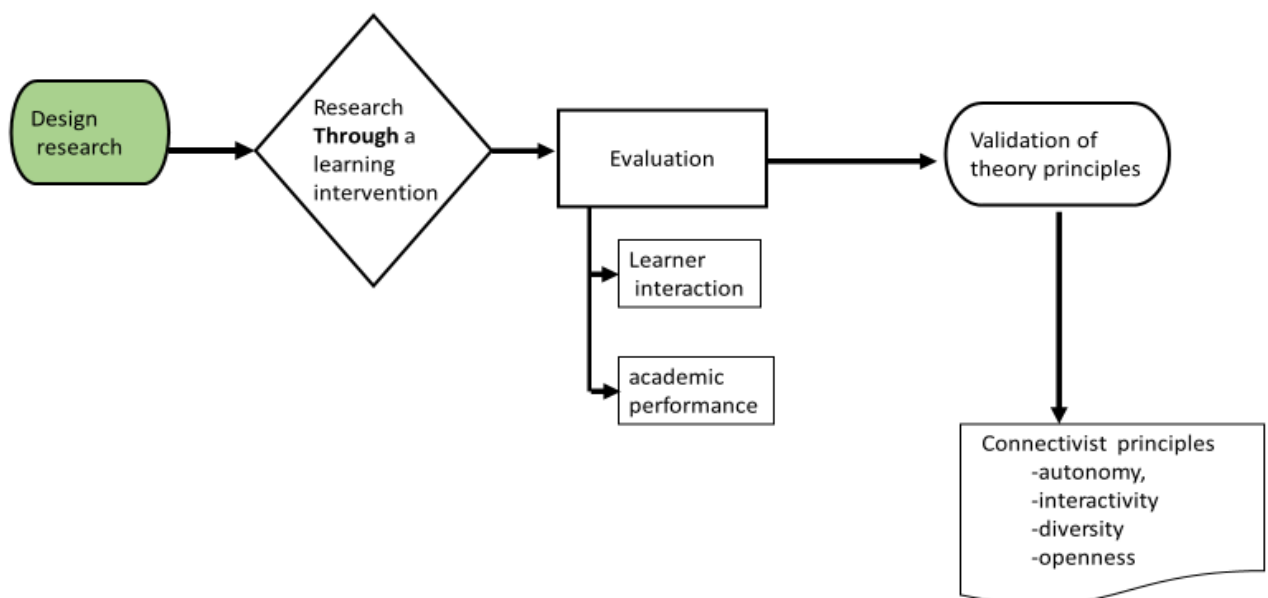 Design
research
Research
Through a
learning
intervention
Evaluation
Learner
interaction
academic
performance
Validation of
theory principles
Connectivist principles
-autonomy,
-interactivity
-diversity
-openness